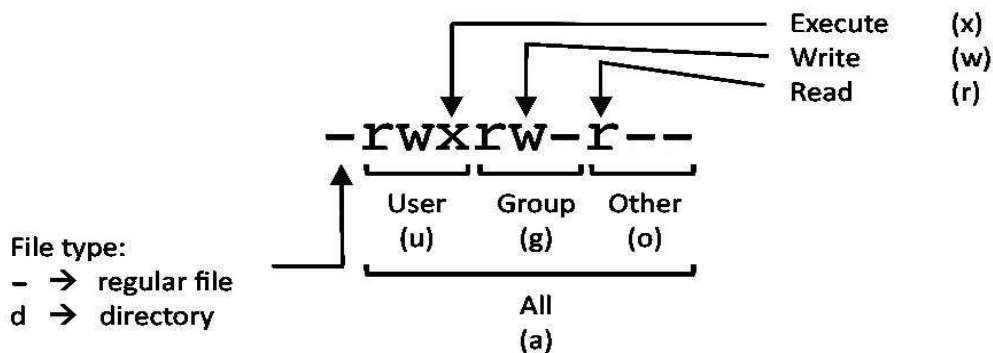 Execute (x)
Write (w)
Read (r)
-rwxrw-r--
User Group Other
(u) (g) (o)
File type:
- → regular file
d → directory
All
(a)